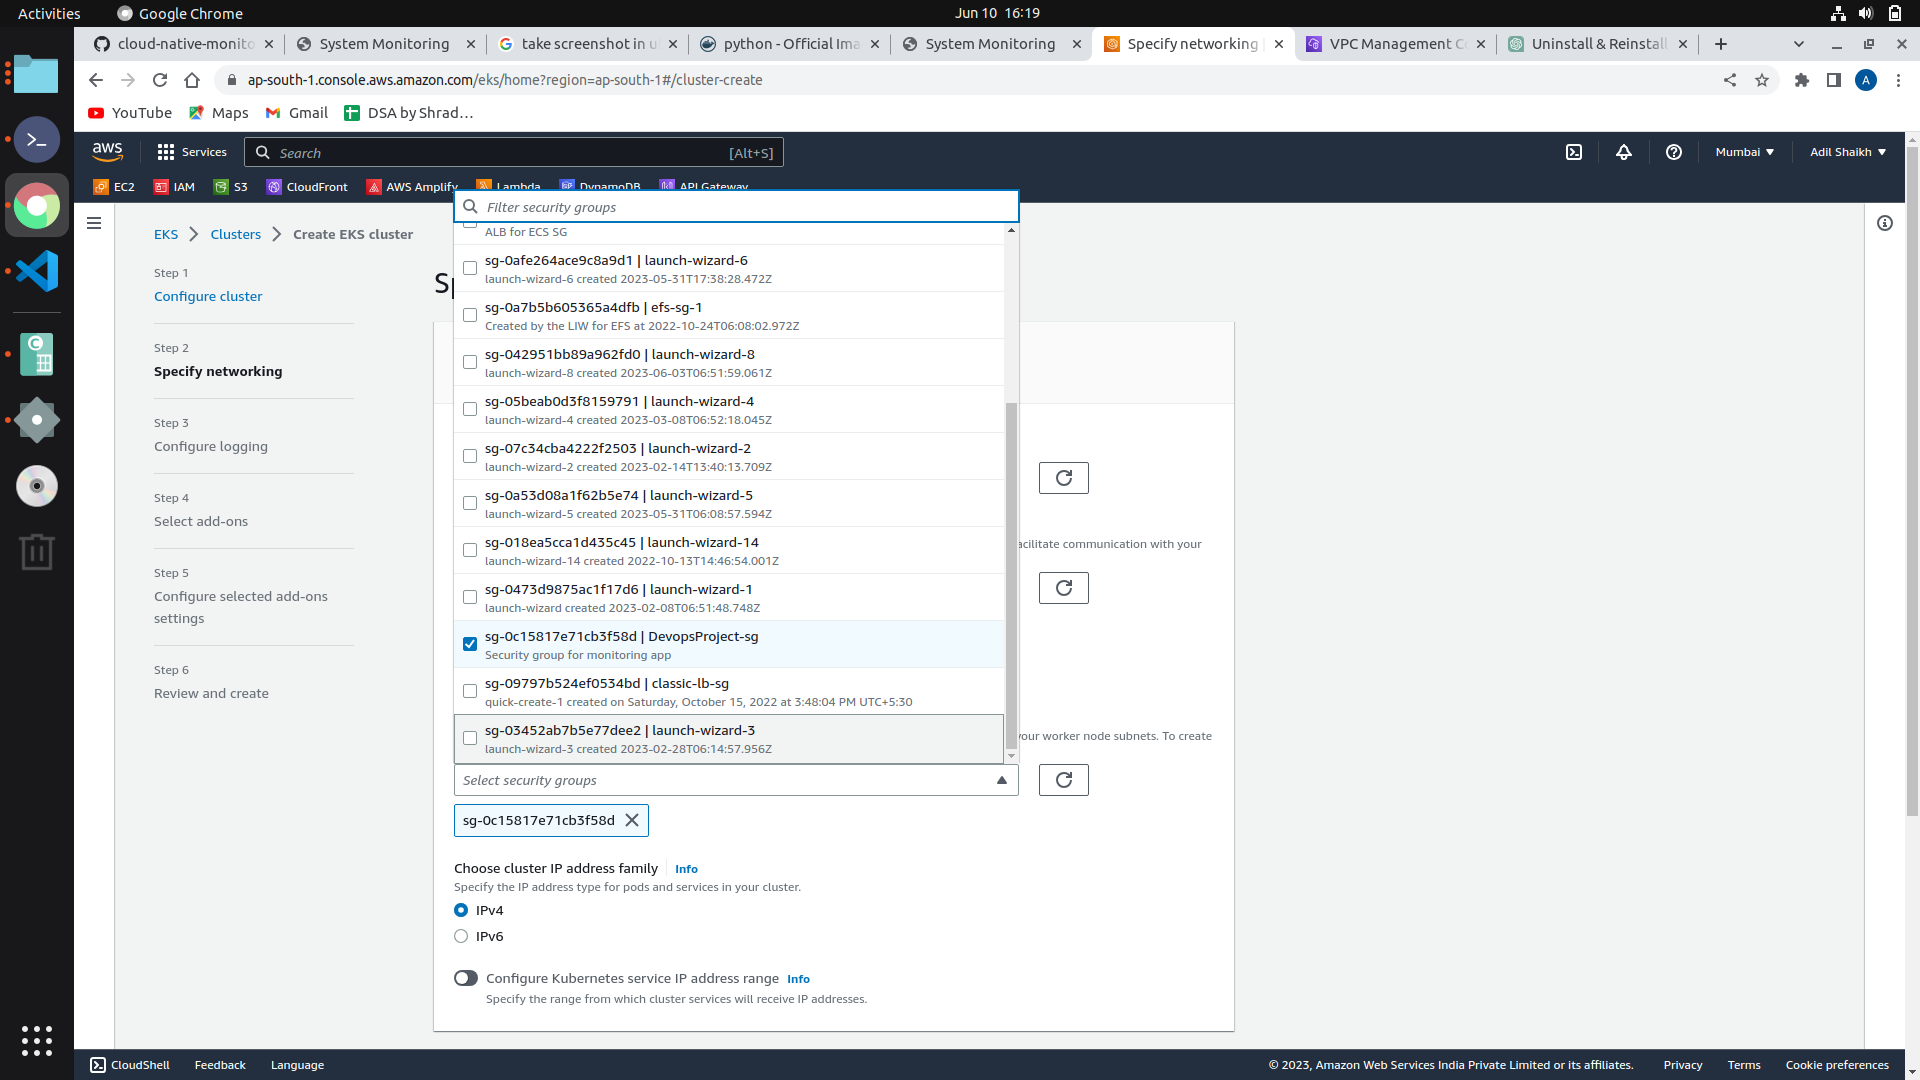 Activities
Google Chrome
Jun 10 16:19
cloud-native-monito
System Monitoring
take screenshot in u
python - Official Ima
System Monitoring
Specify networking |
VPC Management Co
Uninstall & Reinstall
ap-south-1.console.aws.amazon.com/eks/home?region=ap-south-1#/cluster-create
A
YouTube
Maps
Gmail
DSA by Shrad…
aws
Services
Search
[Alt+S]
Mumbai
Adil Shaikh
EC2
IAM
S3
CloudFront
AWS Amplify
Lambda
DynamoDB
API Gateway
EKS
Clusters
Create EKS cluster
Step 1
Configure cluster
Step 2
Specify networking
Step 3
Configure logging
Step 4
Select add-ons
Step 5
Configure selected add-ons
settings
Step 6
Review and create
Filter security groups
ALB for ECS SG
sg-0afe264ace9c8a9d1 | launch-wizard-6
launch-wizard-6 created 2023-05-31T17:38:28.472Z
sg-0a7b5b605365a4dfb | efs-sg-1
Created by the LIW for EFS at 2022-10-24T06:08:02.972Z
sg-042951bb89a962fd0 | launch-wizard-8
launch-wizard-8 created 2023-06-03T06:51:59.061Z
sg-05beab0d3f8159791 | launch-wizard-4
launch-wizard-4 created 2023-03-08T06:52:18.045Z
sg-07c34cba4222f2503 | launch-wizard-2
launch-wizard-2 created 2023-02-14T13:40:13.709Z
sg-0a53d08a1f62b5e74 | launch-wizard-5
launch-wizard-5 created 2023-05-31T06:08:57.594Z
sg-018ea5cca1d435c45 | launch-wizard-14
launch-wizard-14 created 2022-10-13T14:46:54.001Z
sg-0473d9875ac1f17d6 | launch-wizard-1
launch-wizard created 2023-02-08T06:51:48.748Z
sg-0c15817e71cb3f58d | DevopsProject-sg
Security group for monitoring app
sg-09797b524ef0534bd | classic-lb-sg
quick-create-1 created on Saturday, October 15, 2022 at 3:48:04 PM UTC+5:30
sg-03452ab7b5e77dee2 | launch-wizard-3
launch-wizard-3 created 2023-02-28T06:14:57.956Z
acilitate communication with your
your worker node subnets. To create
Select security groups
sg-0c15817e71cb3f58d
Choose cluster IP address family
Info
Specify the IP address type for pods and services in your cluster.
IPv4
IPv6
Configure Kubernetes service IP address range
Info
Specify the range from which cluster services will receive IP addresses.
CloudShell
Feedback
Language
© 2023, Amazon Web Services India Private Limited or its affiliates.
Privacy
Terms
Cookie preferences